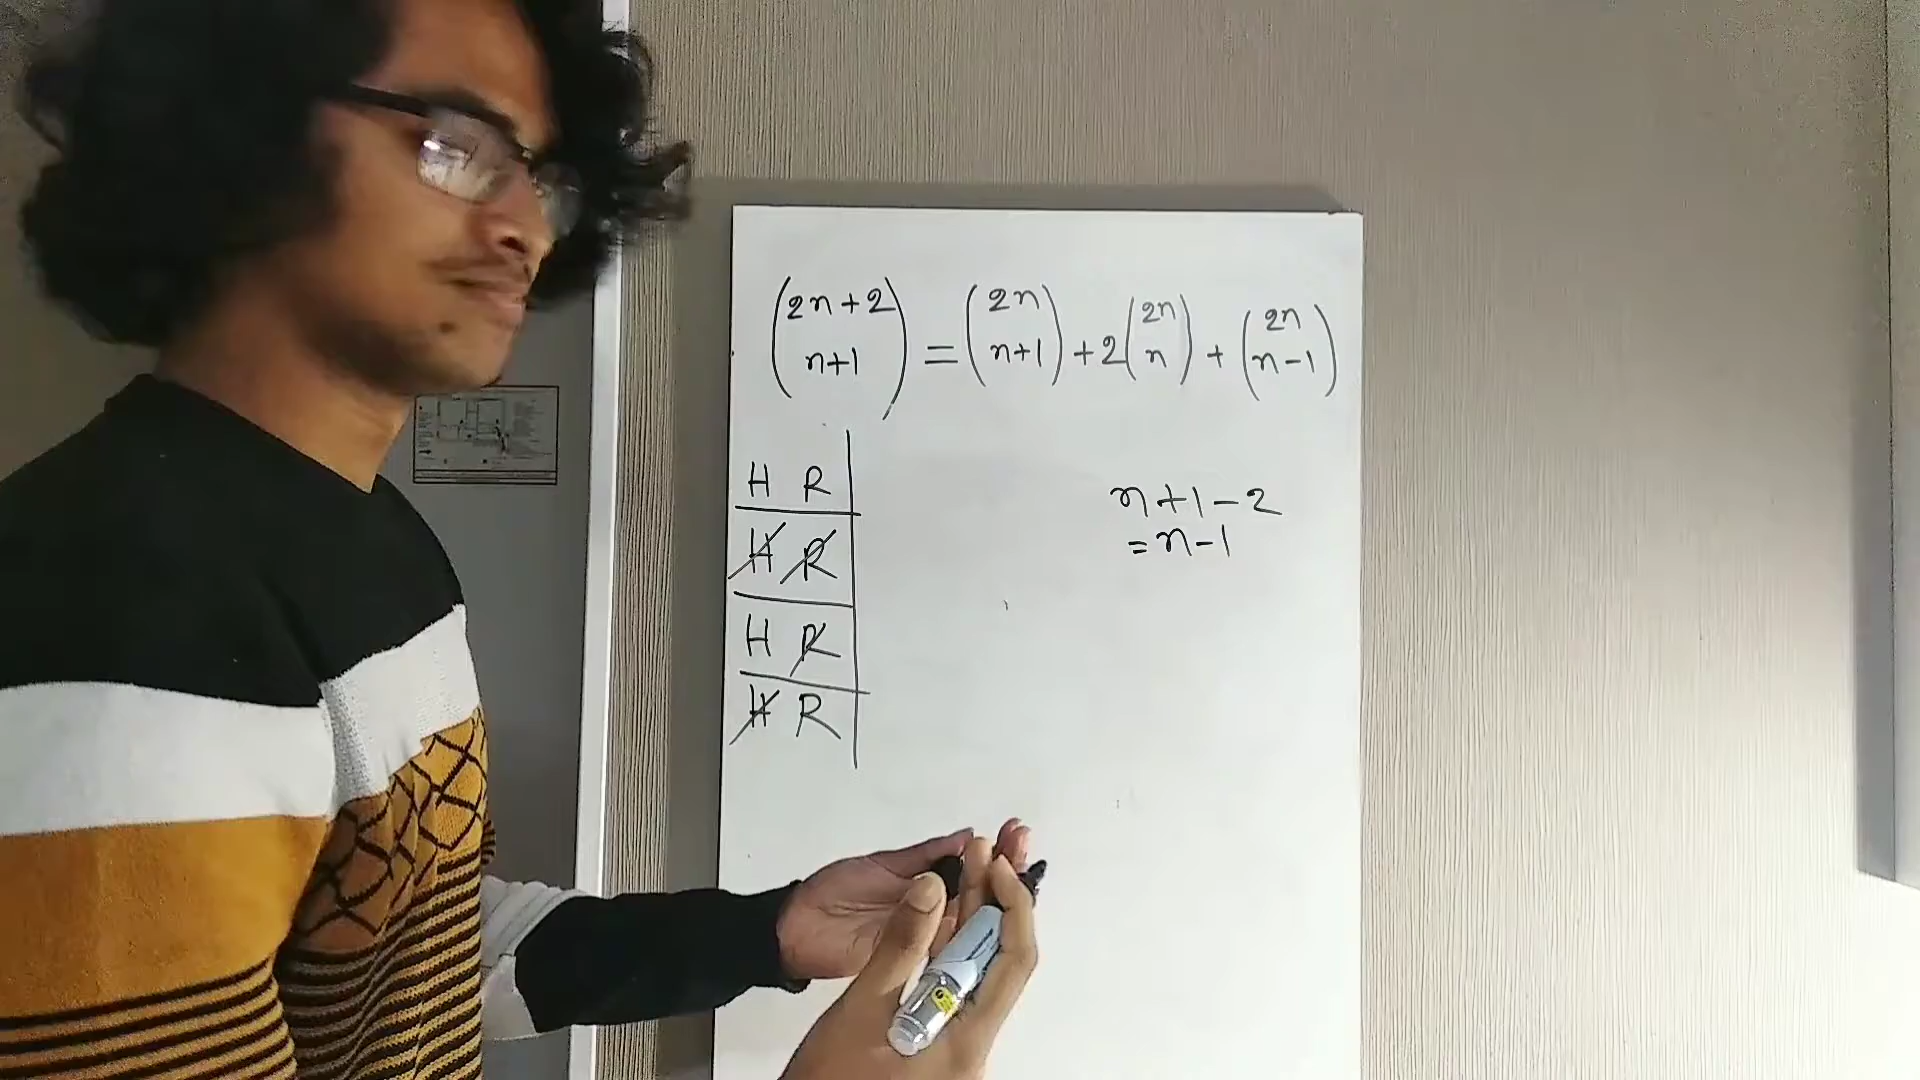 (2n+2 n+1) = (2n n+1) + 2(2n n) + (2n n-1)
H R
H R
H R
H R
n+1-2
=n-1